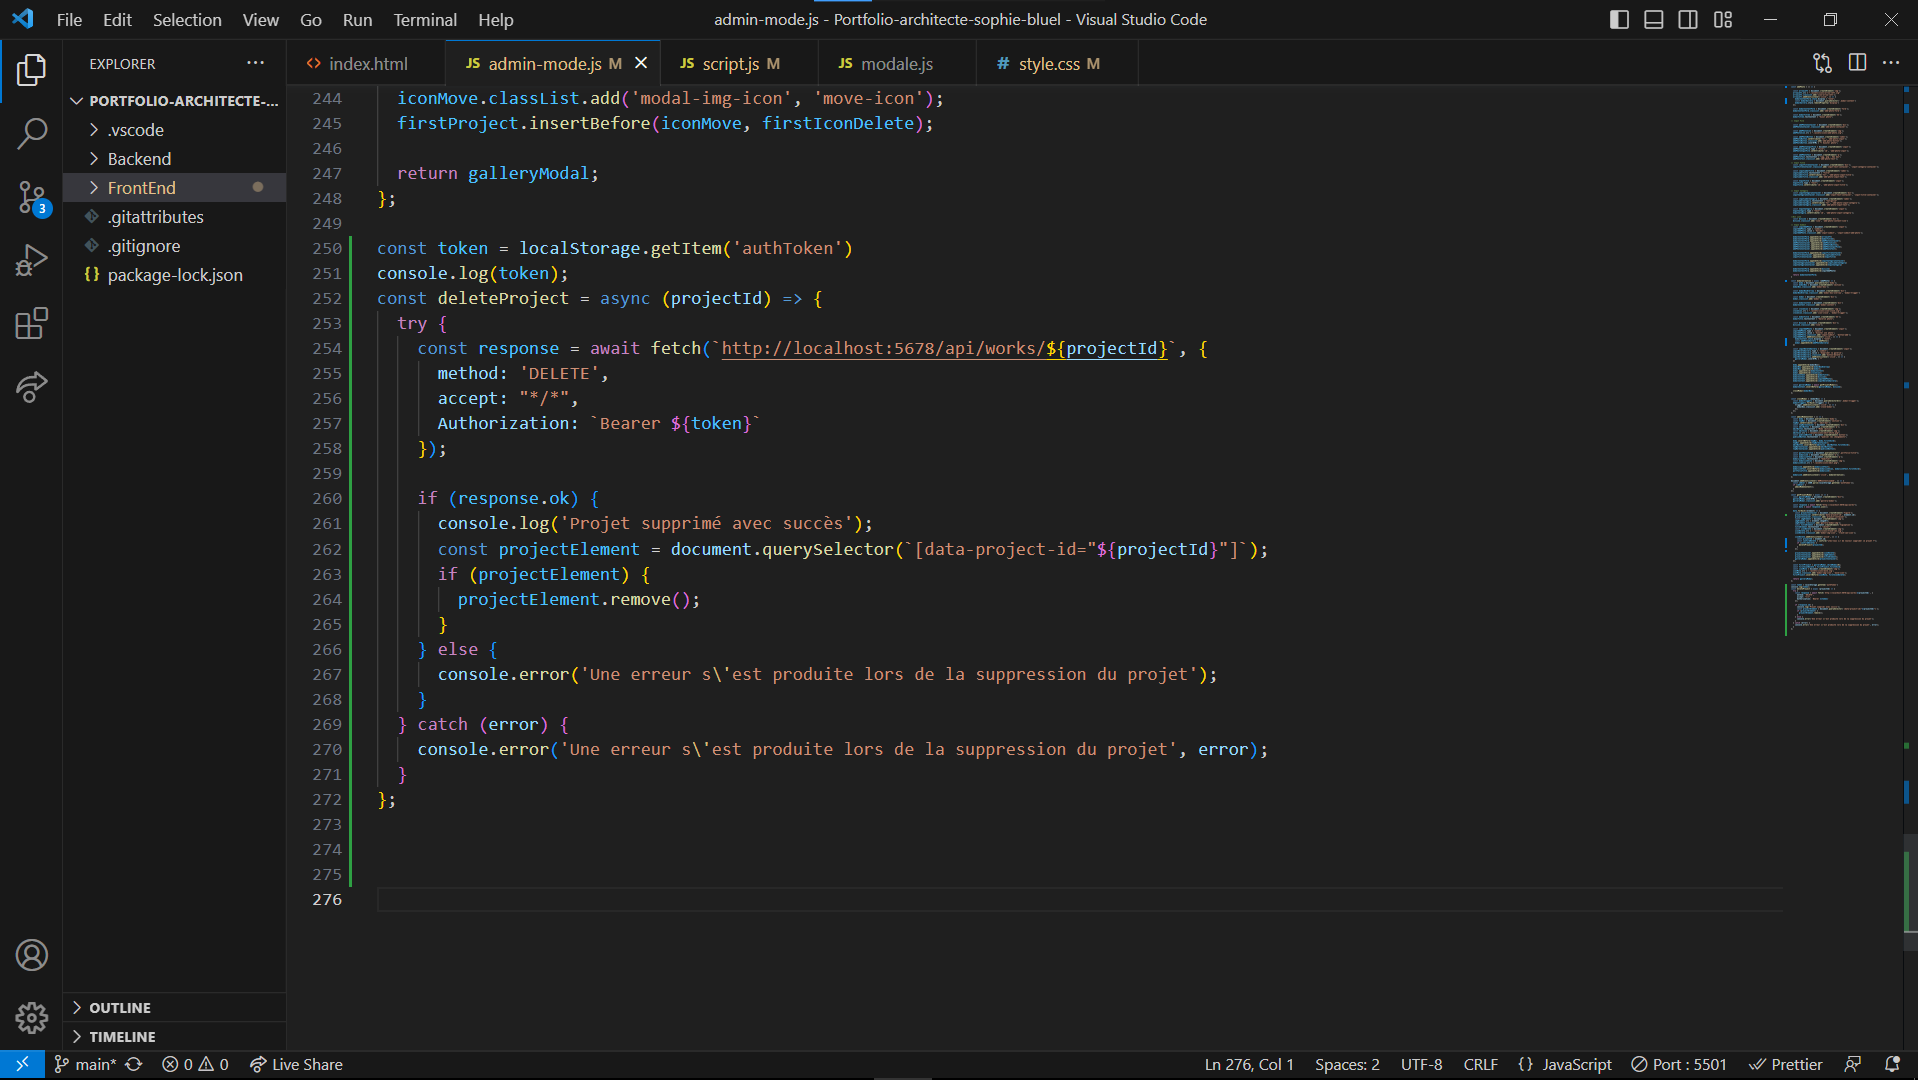 File Edit Selection View Go Run Terminal Help
admin-mode.js - Portfolio-architecte-sophie-bluel - Visual Studio Code
EXPLORER
PORTFOLIO-ARCHITECTE-...
.vscode
Backend
FrontEnd
.gitattributes
.gitignore
{} package-lock.json
OUTLINE
TIMELINE
3
<> index.html
JS admin-mode.js M
JS script.js M
JS modale.js
# style.css M
244 iconMove.classList.add('modal-img-icon', 'move-icon');
245 firstProject.insertBefore(iconMove, firstIconDelete);
246
247 return galleryModal;
248 };
249
250 const token = localStorage.getItem('authToken')
251 console.log(token);
252 const deleteProject = async (projectId) => {
253 try {
254 const response = await fetch(`http://localhost:5678/api/works/${projectId}`, {
255 method: 'DELETE',
256 accept: "*/*",
257 Authorization: `Bearer ${token}`
258 });
259
260 if (response.ok) {
261 console.log('Projet supprimé avec succès');
262 const projectElement = document.querySelector(`[data-project-id="${projectId}"]`);
263 if (projectElement) {
264 projectElement.remove();
265 }
266 } else {
267 console.error('Une erreur s\'est produite lors de la suppression du projet');
268 }
269 } catch (error) {
270 console.error('Une erreur s\'est produite lors de la suppression du projet', error);
271 }
272 };
273
274
275
276
main* 0 0 Live Share
Ln 276, Col 1 Spaces: 2 UTF-8 CRLF {} JavaScript Port : 5501 Prettier